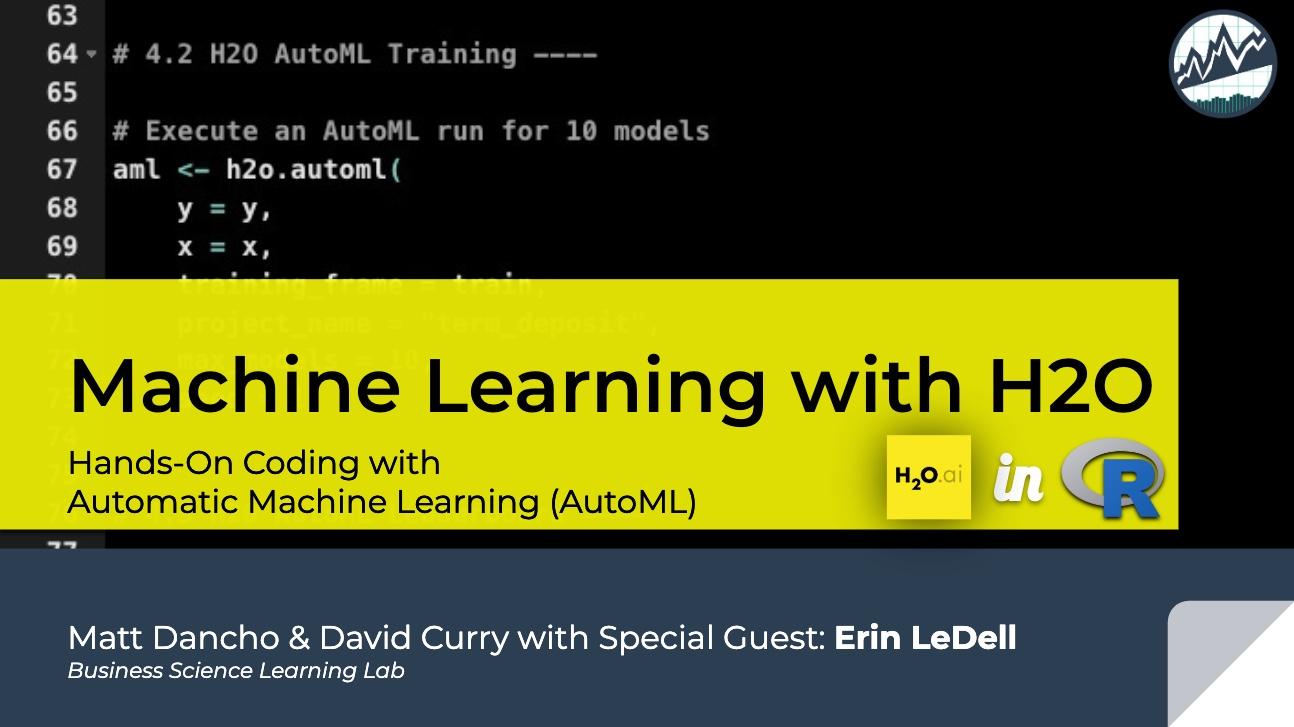 63
64 # 4.2 H2O AutoML Training ----
65
66 # Execute an AutoML run for 10 models
67 aml <- h2o.automl(
68 y = y,
69 x = x,
70 training_frame = train,
71 project_name = "term_deposit",
72 max_models = 10
73
74
Machine Learning with H2O
Hands-On Coding with
Automatic Machine Learning (AutoML)
H2O.ai in R
77
Matt Dancho & David Curry with Special Guest: Erin LeDell
Business Science Learning Lab